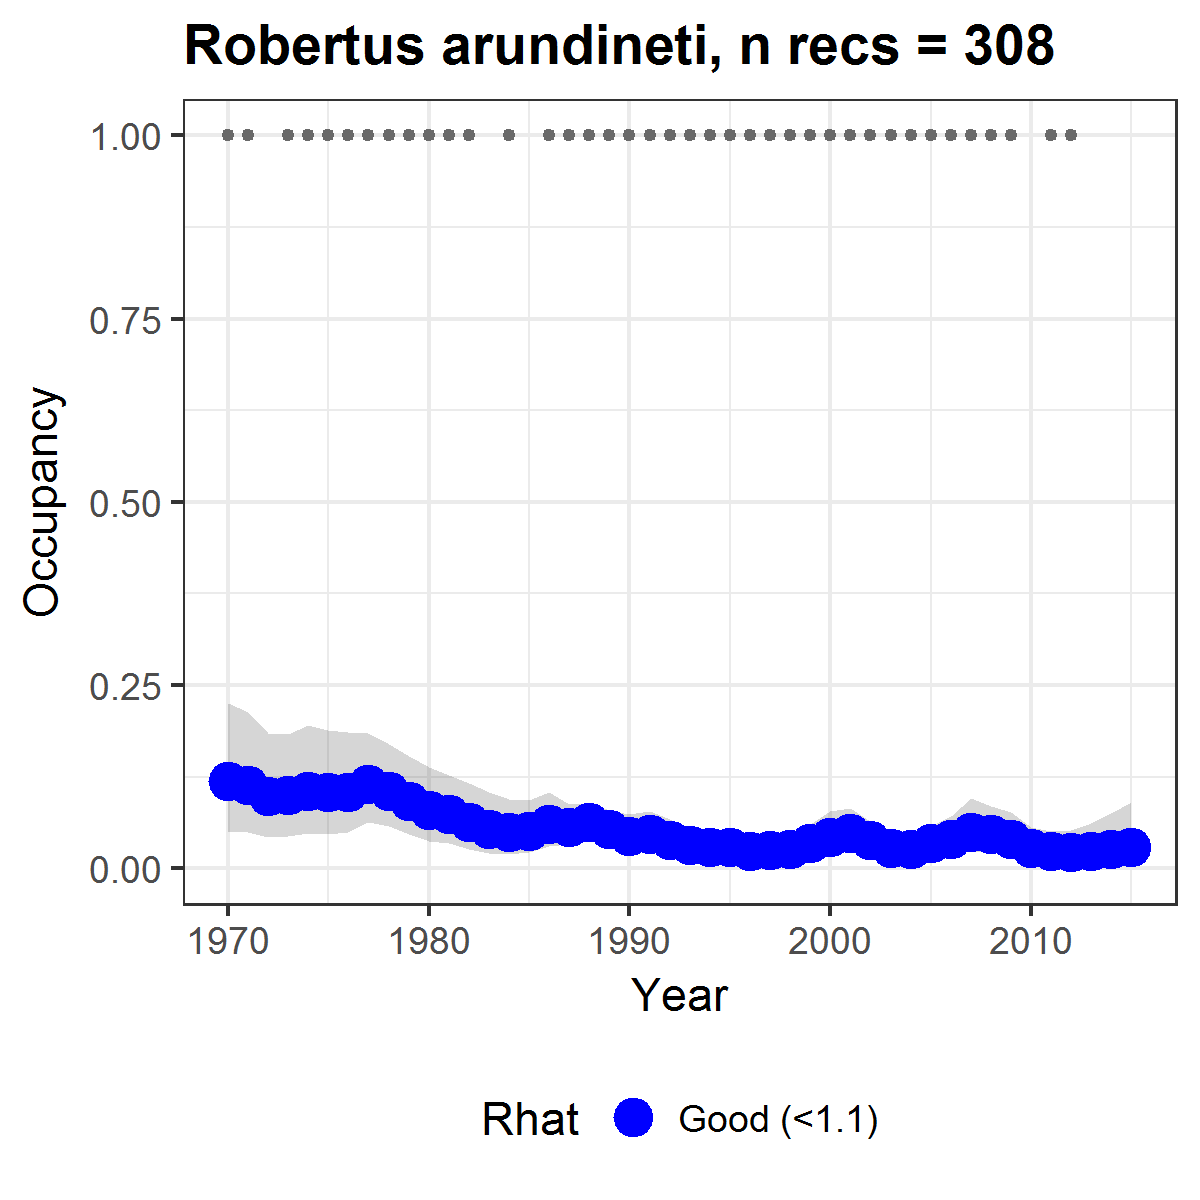 Robertus arundineti, n recs = 308
1.00
0.75
0.50
0.25
0.00
Occupancy
1970 1980 1990 2000 2010
Year
Rhat Good (<1.1)